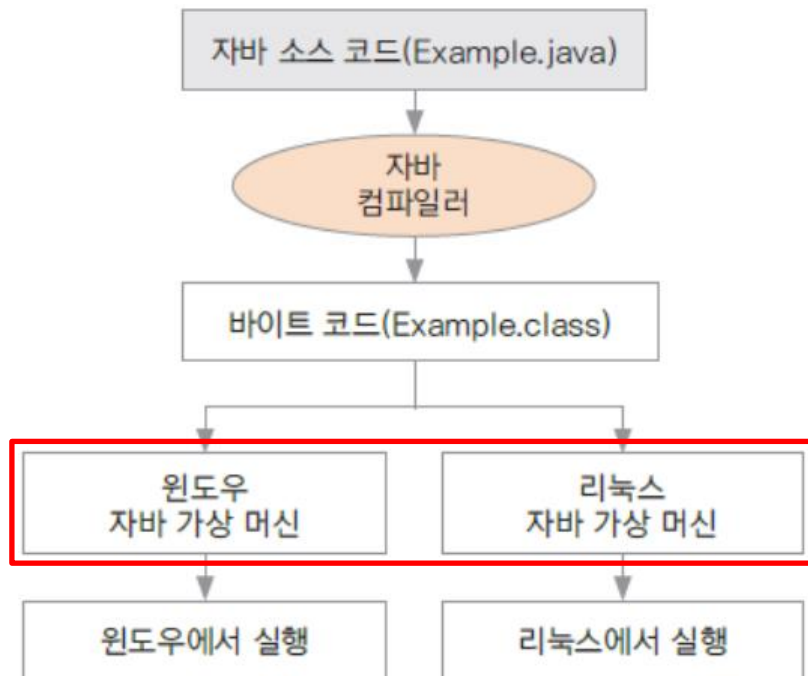 자바 소스 코드(Example.java)
자바
컴파일러
바이트 코드(Example.class)
윈도우
자바 가상 머신
리눅스
자바 가상 머신
윈도우에서 실행
리눅스에서 실행